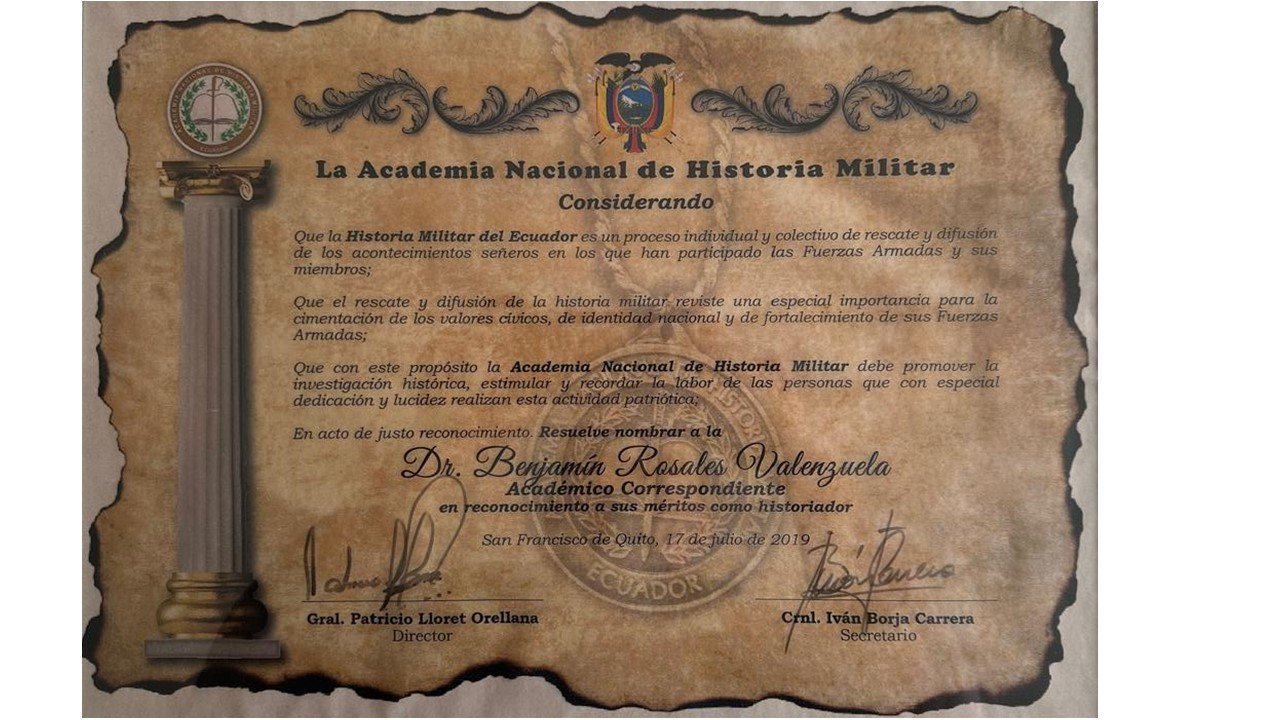 La Academia Nacional de Historia Militar
Considerando
Que la Historia Militar del Ecuador es un proceso individual y colectivo de rescate y difusión
de los acontecimientos señeros en los que han participado las Fuerzas Armadas y sus
miembros;
Que el rescate y difusión de la historia militar reviste una especial importancia para la
cimentación de los valores cívicos, de identidad nacional y de fortalecimiento de sus Fuerzas
Armadas;
Que con este propósito la Academia Nacional de Historia Militar debe promover la
investigación histórica, estimular y recordar la labor de las personas que con especial
dedicación y lucidez realizan esta actividad patriótica;
En acto de justo reconocimiento. Resuelve nombrar a la
Dr. Benjamín Rosales Valenzuela
Académico Correspondiente
en reconocimiento a sus méritos como historiador
San Francisco de Quito, 17 de julio de 2019
ECUADOR
Gral. Patricio Lloret Orellana
Director
Crnl. Iván Borja Carrera
Secretario